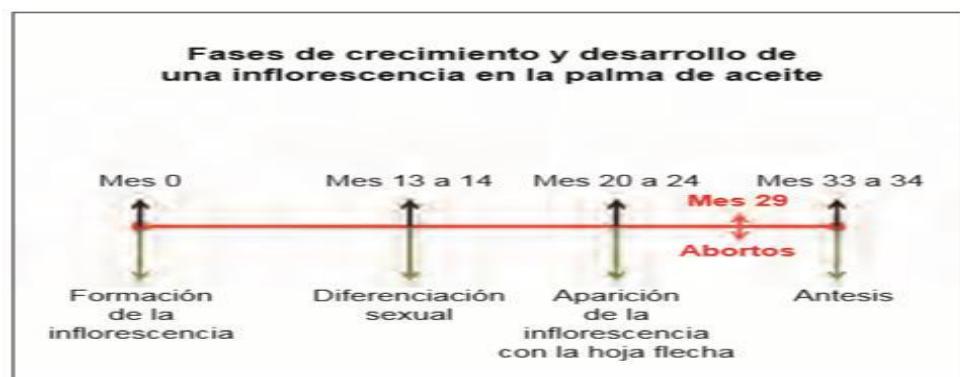 Fases de crecimiento y desarrollo de
una inflorescencia en la palma de aceite
Mes 0
Mes 13 a 14
Mes 20 a 24
Mes 33 a 34
Mes 29
Abortos
Formación
de la
inflorescencia
Diferenciación
sexual
Aparición
de la
inflorescencia
con la hoja flecha
Antesis